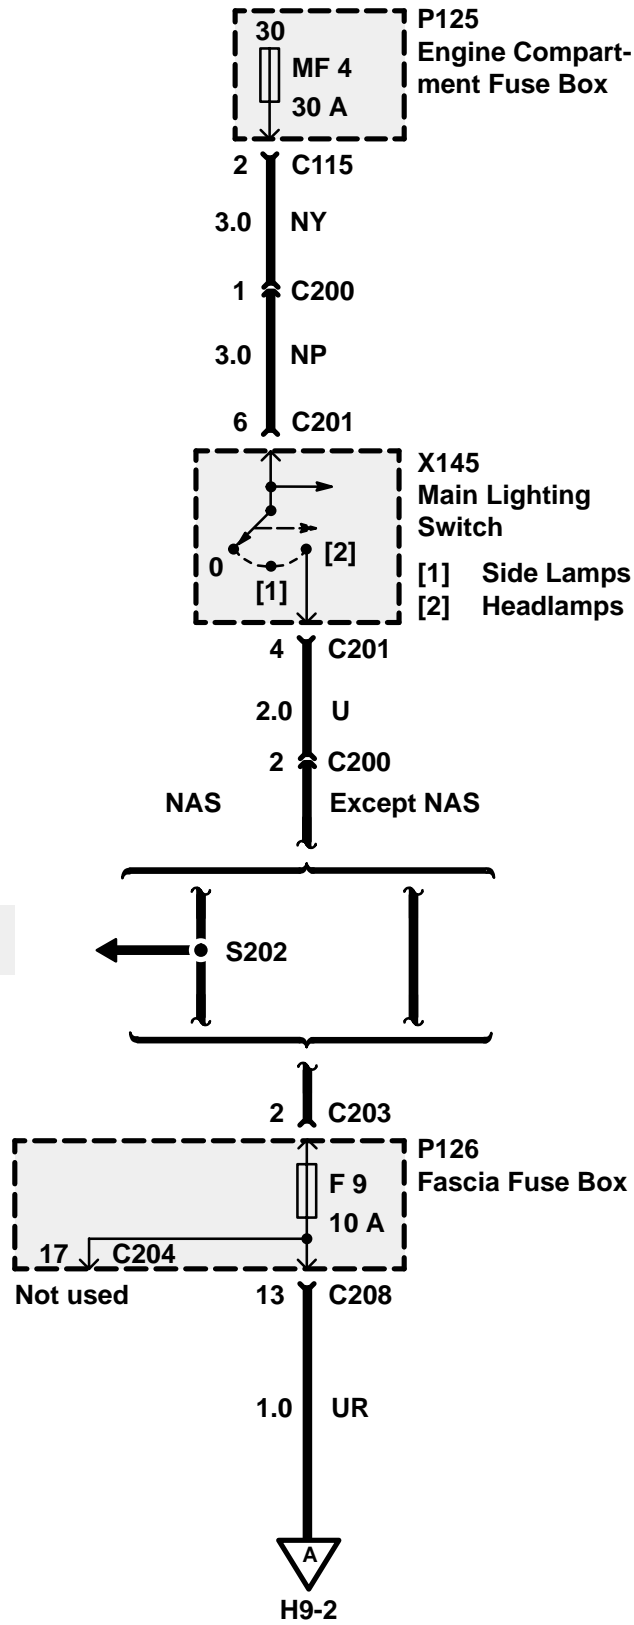 P125
Engine Compart-
ment Fuse Box
30
MF 4
30 A
2 C115
3.0 NY
1 C200
3.0 NP
6 C201
X145
Main Lighting
Switch
0 [1] [2]
[1] Side Lamps
[2] Headlamps
4 C201
2.0 U
2 C200
NAS Except NAS
S202
2 C203
P126
Fascia Fuse Box
F 9
10 A
17 C204
Not used
13 C208
1.0 UR
A
H9-2